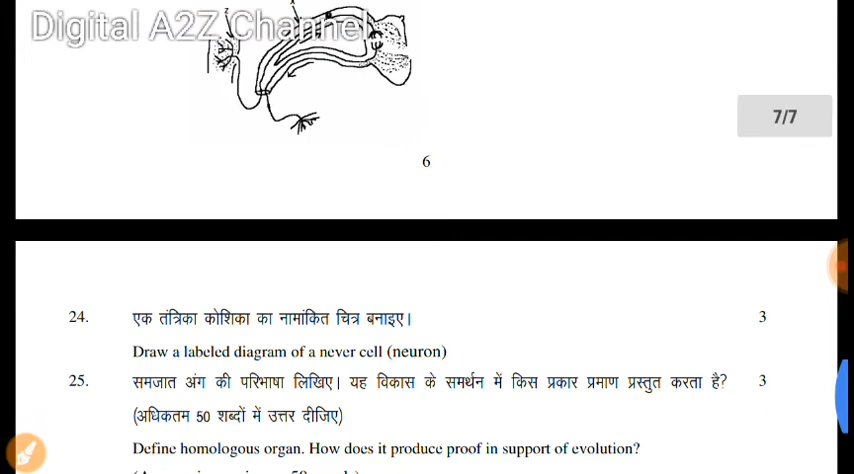 Digital A2Z Channel
z
x
7/7
6
24. एक तंत्रिका कोशिका का नामांकित चित्र बनाइए। 3
Draw a labeled diagram of a never cell (neuron)
25. समजात अंग की परिभाषा लिखिए। यह विकास के समर्थन में किस प्रकार प्रमाण प्रस्तुत करता है? 3
(अधिकतम 50 शब्दों में उत्तर दीजिए)
Define homologous organ. How does it produce proof in support of evolution?